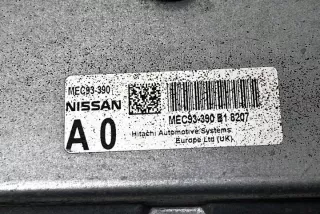 MEC93-390
NISSAN
A 0
MEC93-390 B1 8207
Hitachi Automotive Systems
Europe Ltd (UK)